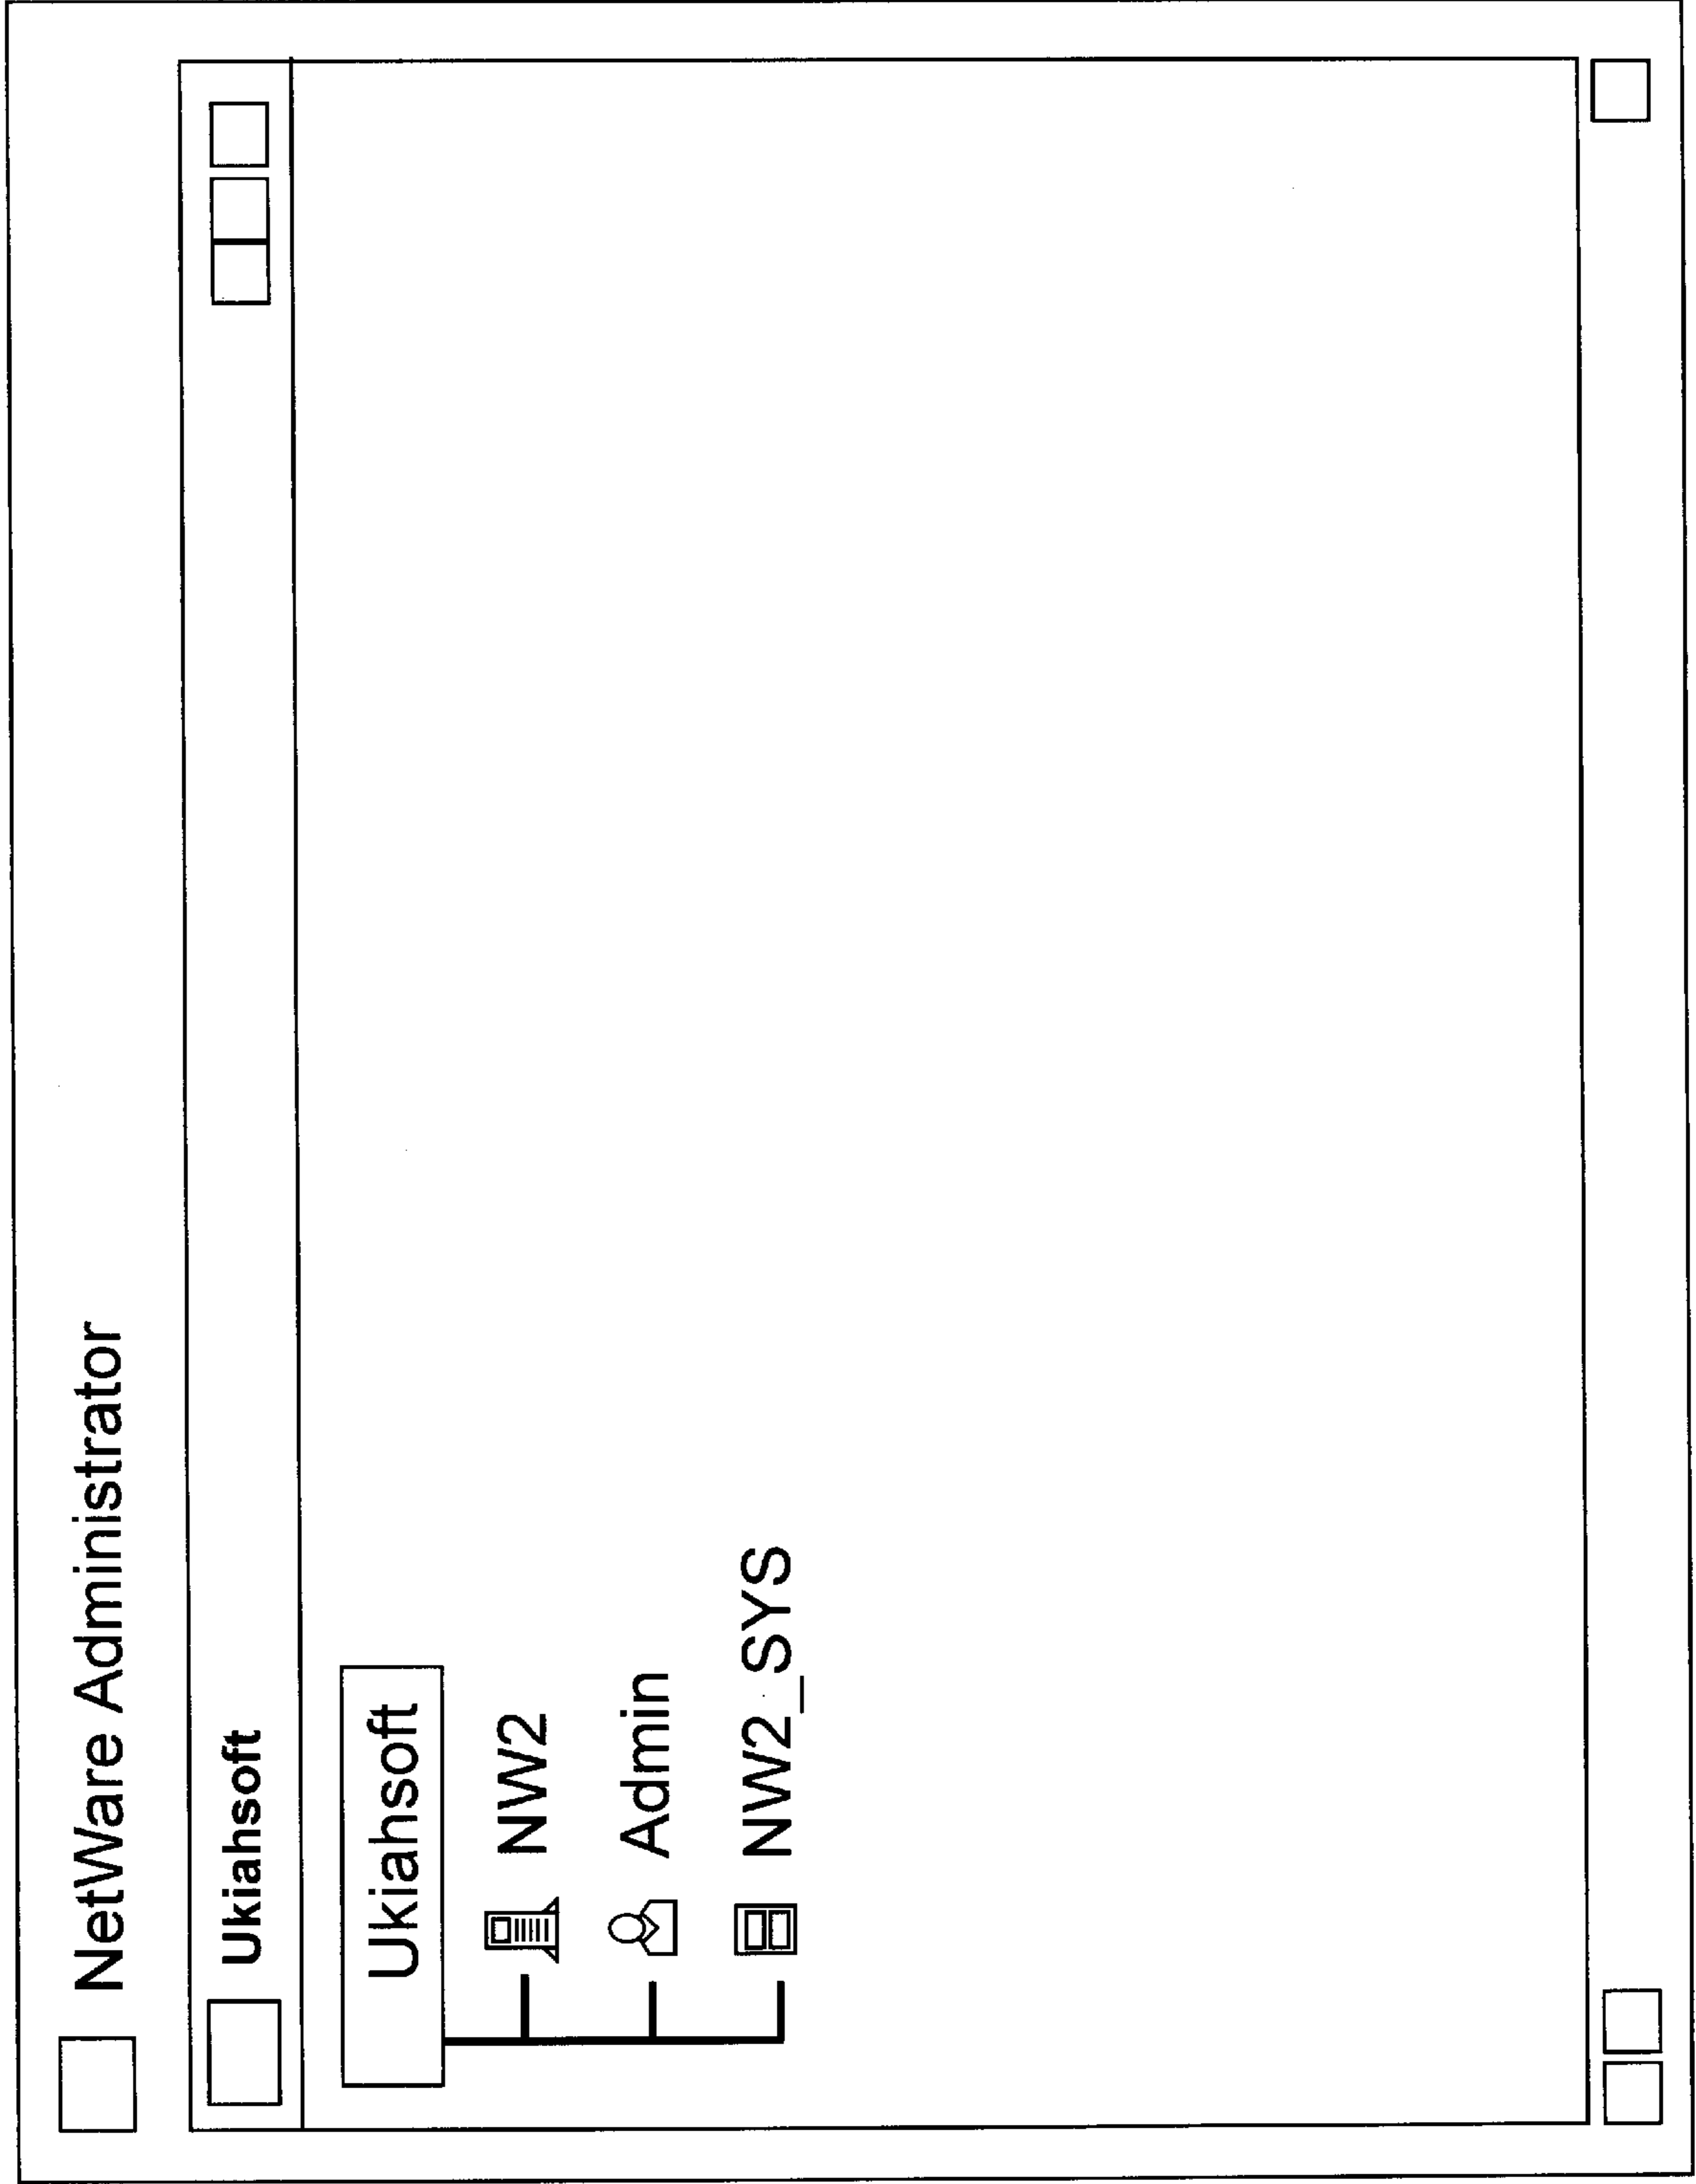 NetWare Administrator
Ukiahsoft
Ukiahsoft
NW2
Admin
NW2_SYS